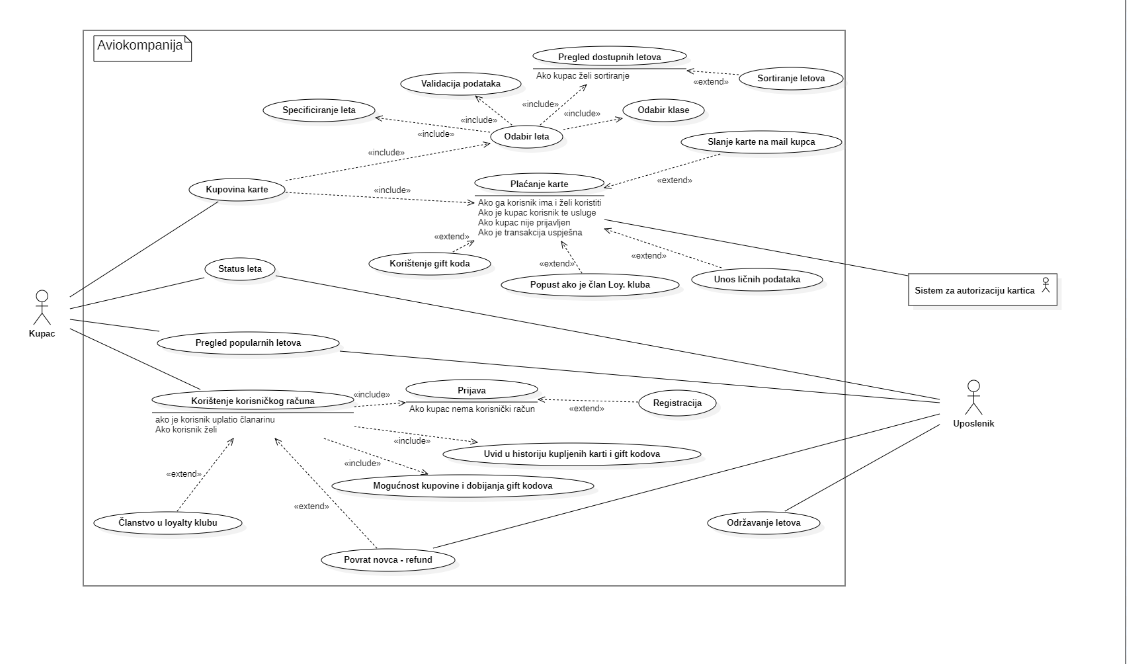 Aviokompanija
Pregled dostupnih letova
Ako kupac želi sortiranje
«extend»
Sortiranje letova
Validacija podataka
Specificiranje leta
«include»
«include»
«include»
Odabir klase
«include»
Odabir leta
Slanje karte na mail kupca
«include»
«extend»
Kupovina karte
«include»
Plaćanje karte
Ako ga korisnik ima i želi koristiti
Ako je kupac korisnik te usluge
Ako kupac nije prijavljen
Ako je transakcija uspješna
«extend»
«extend»
«extend»
Korištenje gift koda
Popust ako je član Loy. kluba
Unos ličnih podataka
Status leta
Sistem za autorizaciju kartica
Kupac
Pregled popularnih letova
Korištenje korisničkog računa
ako je korisnik uplatio članarinu
Ako korisnik želi
«include»
Prijava
Ako kupac nema korisnički račun
«extend»
Registracija
Uposlenik
«include»
Uvid u historiju kupljenih karti i gift kodova
«include»
Mogućnost kupovine i dobijanja gift kodova
«extend»
«extend»
Članstvo u loyalty klubu
Povrat novca - refund
Održavanje letova